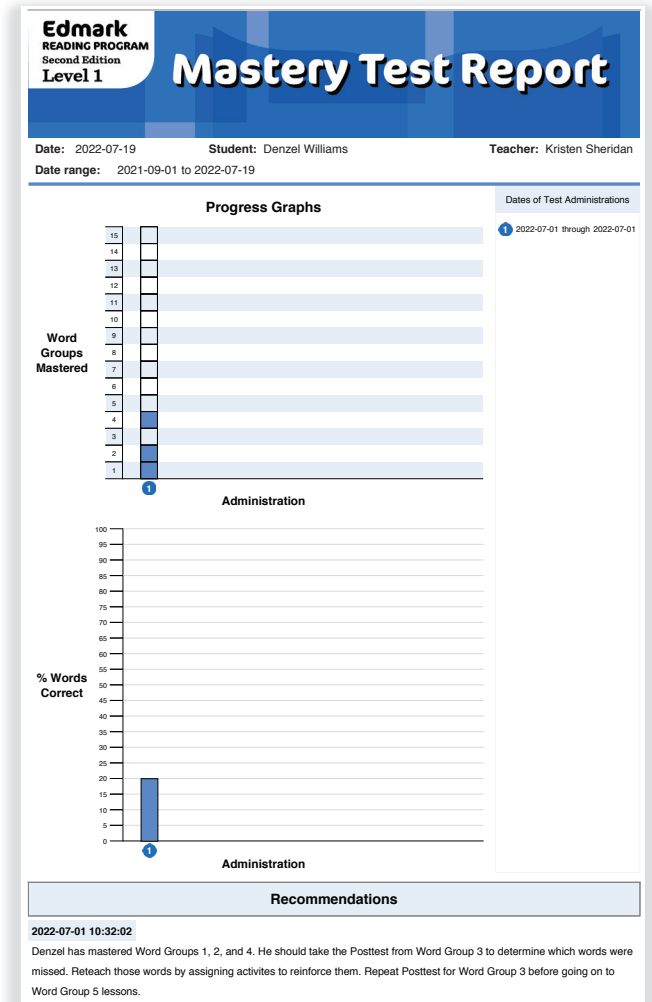 Edmark
READING PROGRAM
Second Edition
Level 1
Mastery Test Report
Date: 2022-07-19 Student: Denzel Williams Teacher: Kristen Sheridan
Date range: 2021-09-01 to 2022-07-19
Progress Graphs
Dates of Test Administrations
1 2022-07-01 through 2022-07-01
Word
Groups
Mastered
15
14
13
12
11
10
9
8
7
6
5
4
3
2
1
1
Administration
% Words
Correct
100
95
90
85
80
75
70
65
60
55
50
45
40
35
30
25
20
15
10
5
0
1
Administration
Recommendations
2022-07-01 10:32:02
Denzel has mastered Word Groups 1, 2, and 4. He should take the Posttest from Word Group 3 to determine which words were
missed. Reteach those words by assigning activites to reinforce them. Repeat Posttest for Word Group 3 before going on to
Word Group 5 lessons.